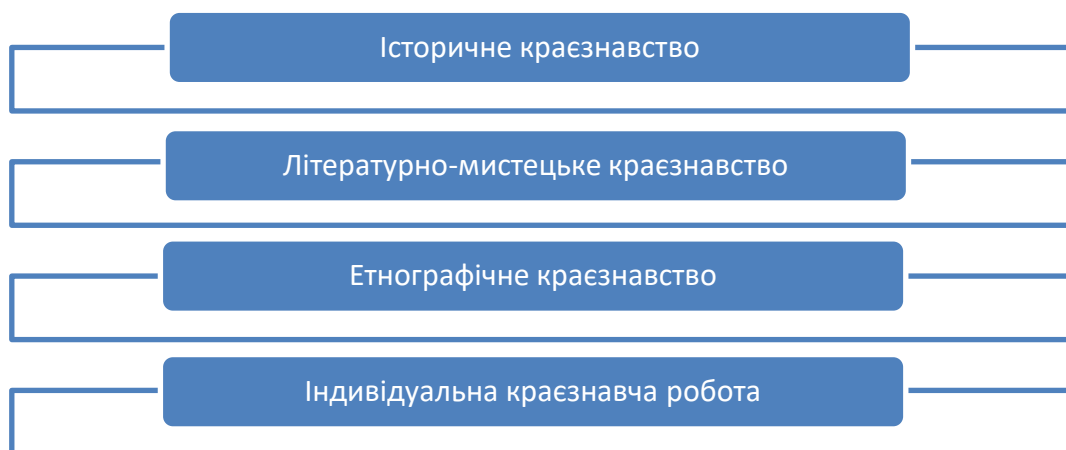 Історичне краєзнавство
Літературно-мистецьке краєзнавство
Етнографічне краєзнавство
Індивідуальна краєзнавча робота